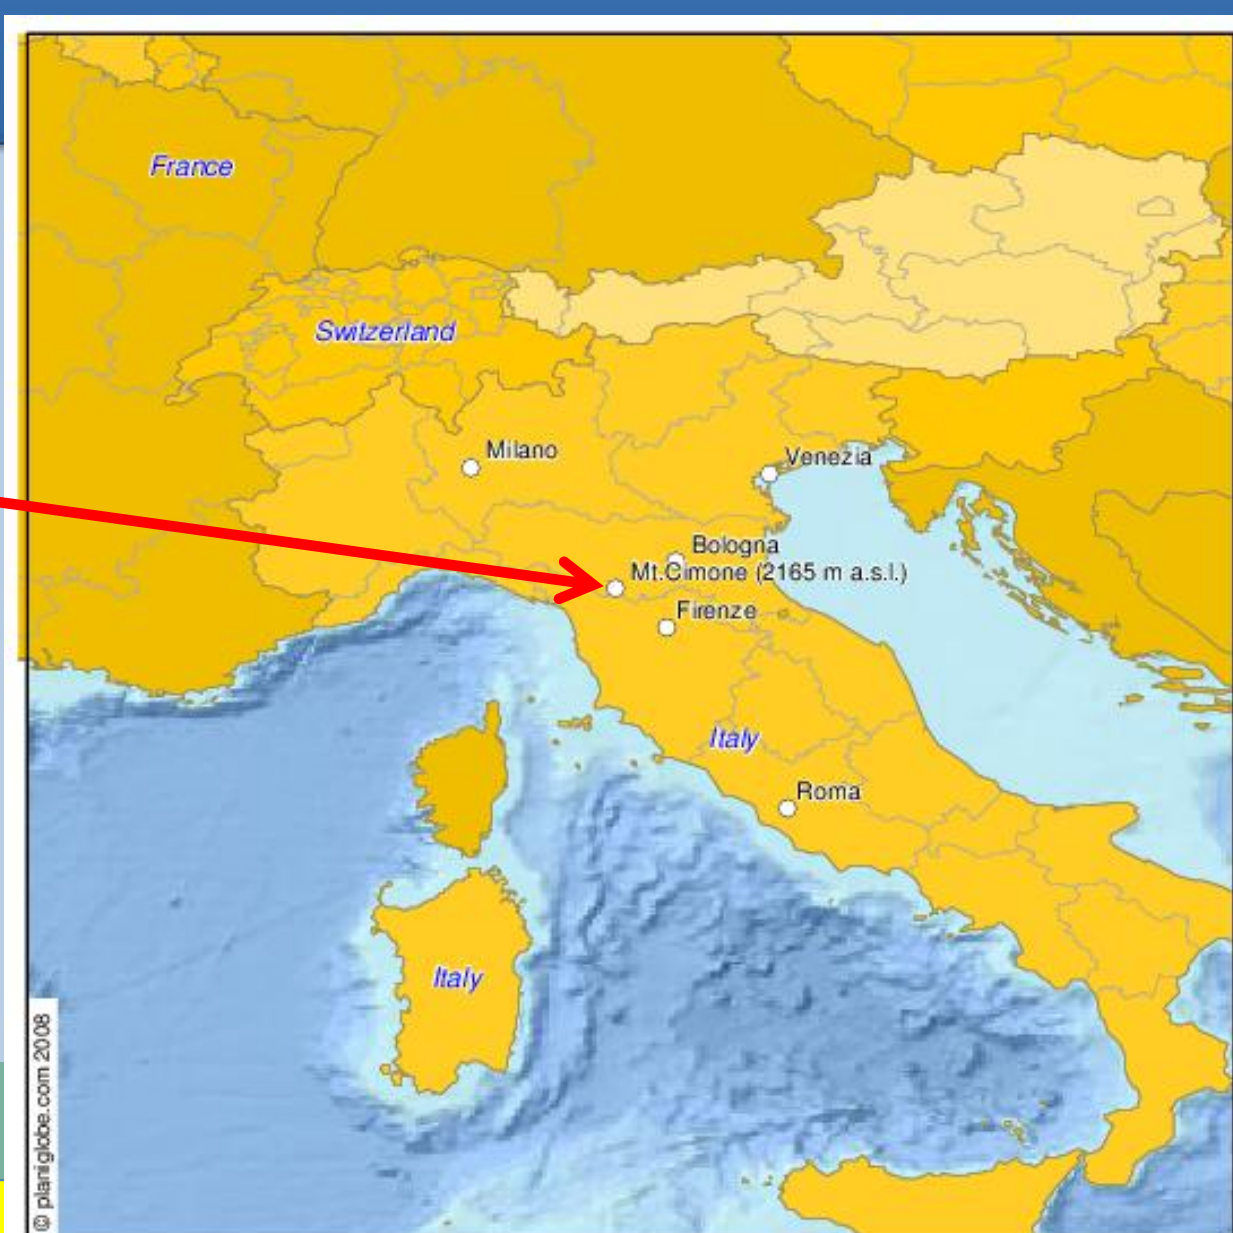 France
Switzerland
Milano
Venezia
Bologna
Mt.Cimone (2165 m a.s.l.)
Firenze
Italy
Roma
Italy
© planiglobe.com 2008